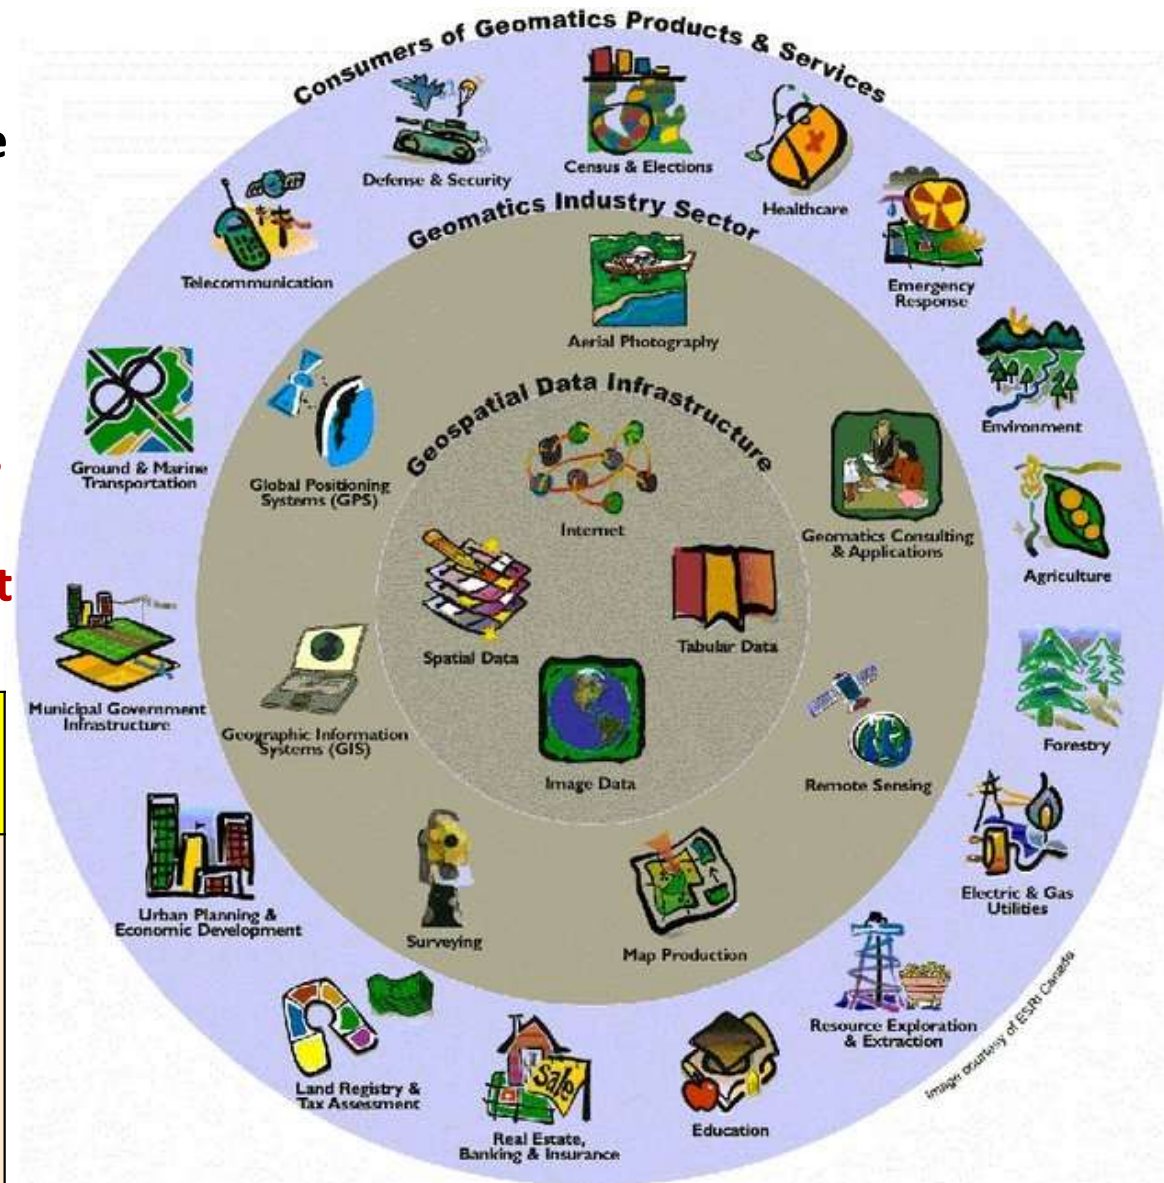 Consumers of Geomatics Products & Services
Defense & Security
Census & Elections
Healthcare
Telecommunication
Emergency
Response
Geomatics Industry Sector
Aerial Photography
Environment
Ground & Marine
Transportation
Global Positioning
Systems (GPS)
Geospatial Data Infrastructure
Internet
Geomatics Consulting
& Applications
Agriculture
t
Spatial Data
Tabular Data
Municipal Government
Infrastructure
Geographic Information
Systems (GIS)
Image Data
Remote Sensing
Forestry
Electric & Gas
Utilities
Urban Planning &
Economic Development
Surveying
Map Production
Resource Exploration
& Extraction
Image courtesy of ESRI Canada
Land Registry &
Tax Assessment
Sale
Real Estate,
Banking & Insurance
Education